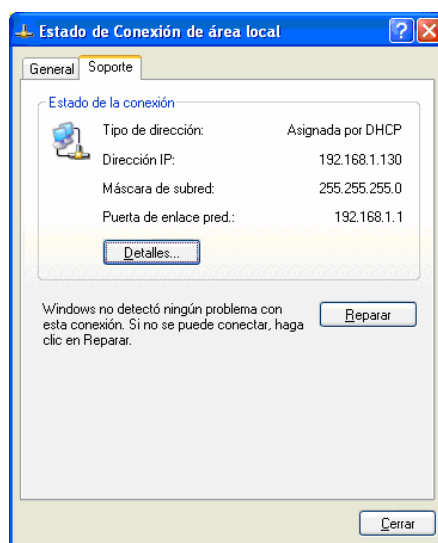 Estado de Conexión de área local
General Soporte
Estado de la conexión
Tipo de dirección: Asignada por DHCP
Dirección IP: 192.168.1.130
Máscara de subred: 255.255.255.0
Puerta de enlace pred.: 192.168.1.1
Detalles...
Windows no detectó ningún problema con
esta conexión. Si no se puede conectar, haga
clic en Reparar.
Reparar
Cerrar